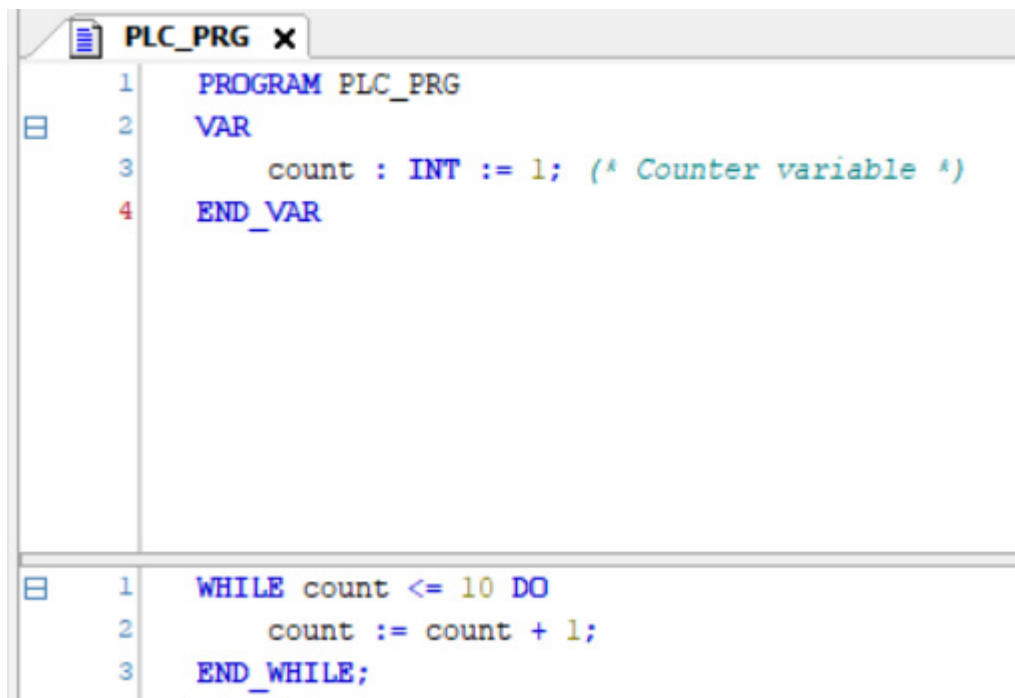 PLC_PRG X
1 PROGRAM PLC_PRG
2 VAR
3 count : INT := 1; (* Counter variable *)
4 END_VAR
1 WHILE count <= 10 DO
2 count := count + 1;
3 END_WHILE;